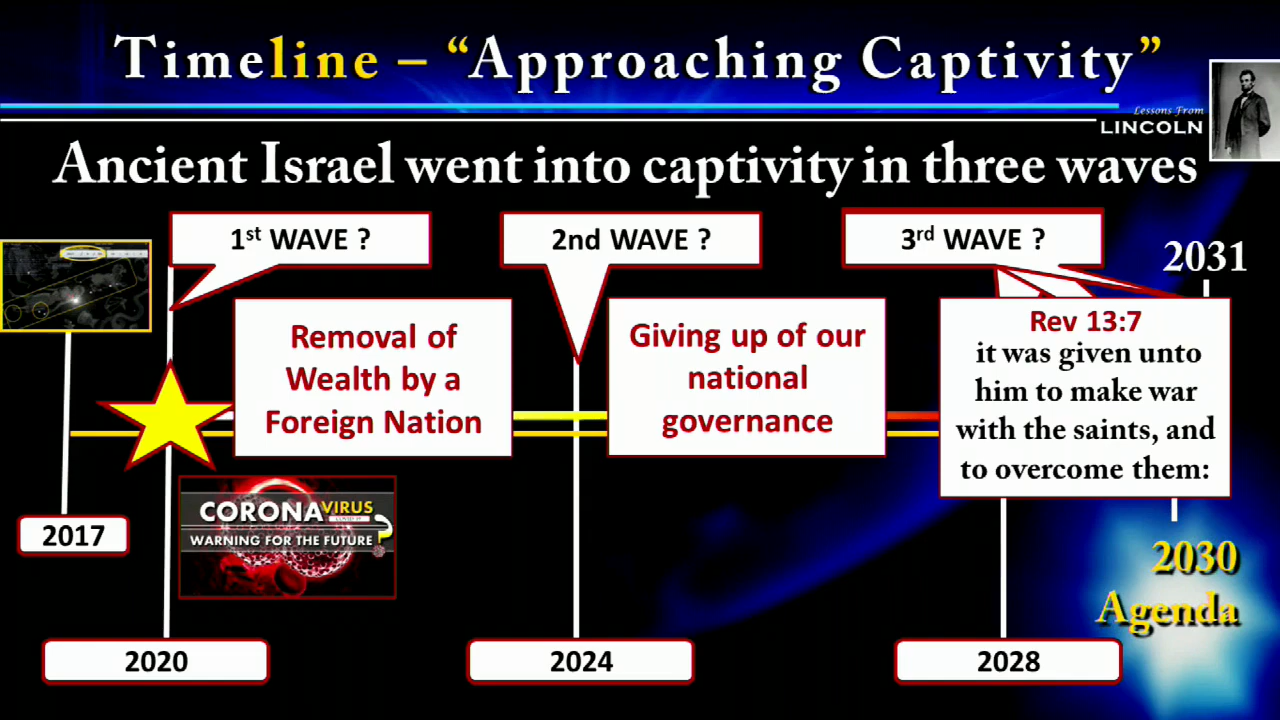 Timeline – “Approaching Captivity”
Lessons From
LINCOLN
Ancient Israel went into captivity in three waves
1st WAVE ?
2nd WAVE ?
3rd WAVE ?
2031
Removal of
Wealth by a
Foreign Nation
Giving up of our
national
governance
Rev 13:7
it was given unto
him to make war
with the saints, and
to overcome them:
2017
CORONAVIRUS
WARNING FOR THE FUTURE ?
2030
Agenda
2020
2024
2028